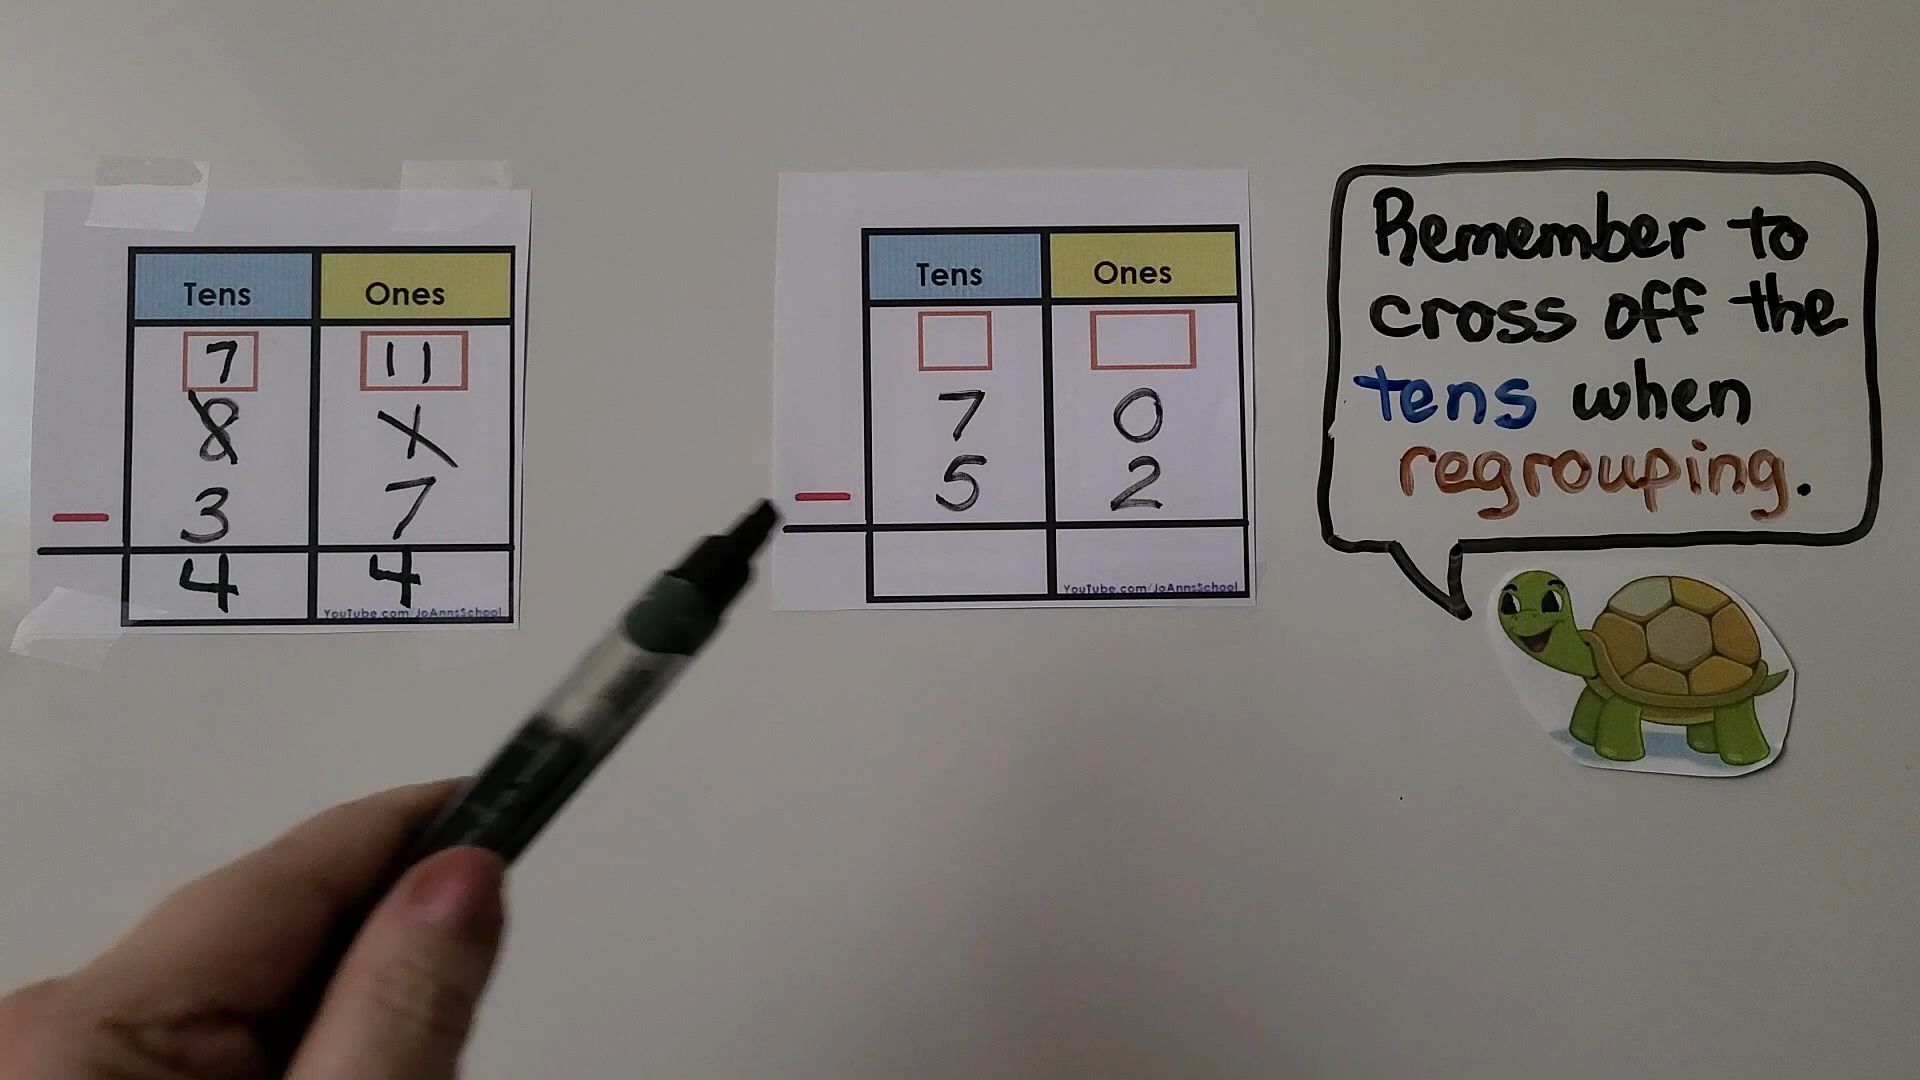 Tens Ones
7 11
8 1
- 3 7
4 4
YouTube.com/JoAnnsSchool
Tens Ones
7 0
- 5 2
YouTube.com/JoAnnsSchool
Remember to
cross off the
tens when
regrouping.